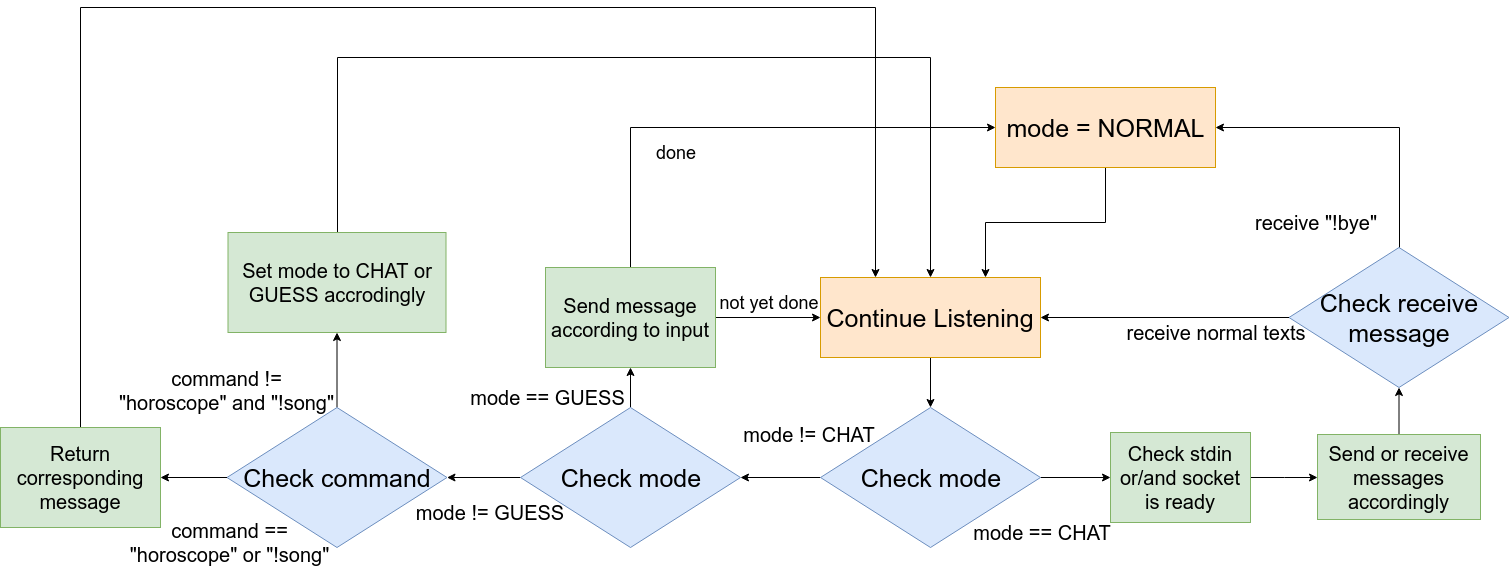 mode = NORMAL
done
receive "!bye"
Set mode to CHAT or
GUESS accrodingly
Send message
according to input
not yet done
Continue Listening
Check receive
message
receive normal texts
command !=
"horoscope" and "!song"
mode == GUESS
mode != CHAT
Return
corresponding
message
Check command
Check mode
Check mode
Check stdin
or/and socket
is ready
Send or receive
messages
accordingly
mode != GUESS
command ==
"horoscope" or "!song"
mode == CHAT